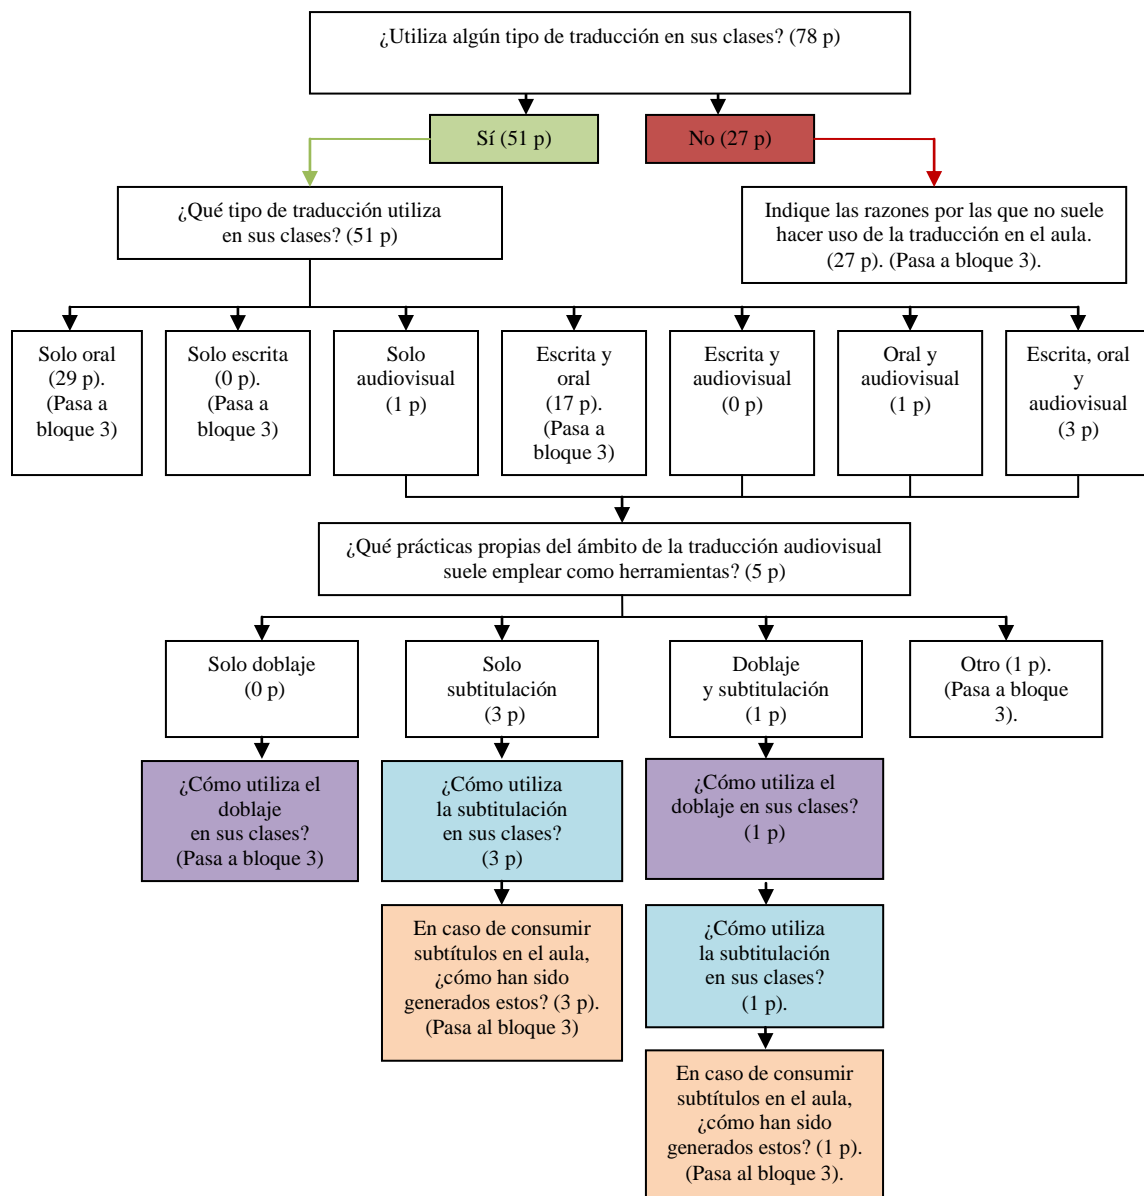 ¿Utiliza algún tipo de traducción en sus clases? (78 p)
Sí (51 p)
No (27 p)
¿Qué tipo de traducción utiliza
en sus clases? (51 p)
Indique las razones por las que no suele
hacer uso de la traducción en el aula.
(27 p). (Pasa a bloque 3).
Solo oral
(29 p).
(Pasa a
bloque 3)
Solo escrita
(0 p).
(Pasa a
bloque 3)
Solo
audiovisual
(1 p)
Escrita y
oral
(17 p).
(Pasa a
bloque 3)
Escrita y
audiovisual
(0 p)
Oral y
audiovisual
(1 p)
Escrita, oral
y
audiovisual
(3 p)
¿Qué prácticas propias del ámbito de la traducción audiovisual
suele emplear como herramientas? (5 p)
Solo doblaje
(0 p)
Solo
subtitulación
(3 p)
Doblaje
y subtitulación
(1 p)
Otro (1 p).
(Pasa a bloque
3).
¿Cómo utiliza el
doblaje
en sus clases?
(Pasa a bloque 3)
¿Cómo utiliza
la subtitulación
en sus clases?
(3 p)
¿Cómo utiliza el
doblaje en sus clases?
(1 p)
En caso de consumir
subtítulos en el aula,
¿cómo han sido
generados estos? (3 p).
(Pasa al bloque 3)
¿Cómo utiliza
la subtitulación
en sus clases?
(1 p).
En caso de consumir
subtítulos en el aula,
¿cómo han sido
generados estos? (1 p).
(Pasa al bloque 3).